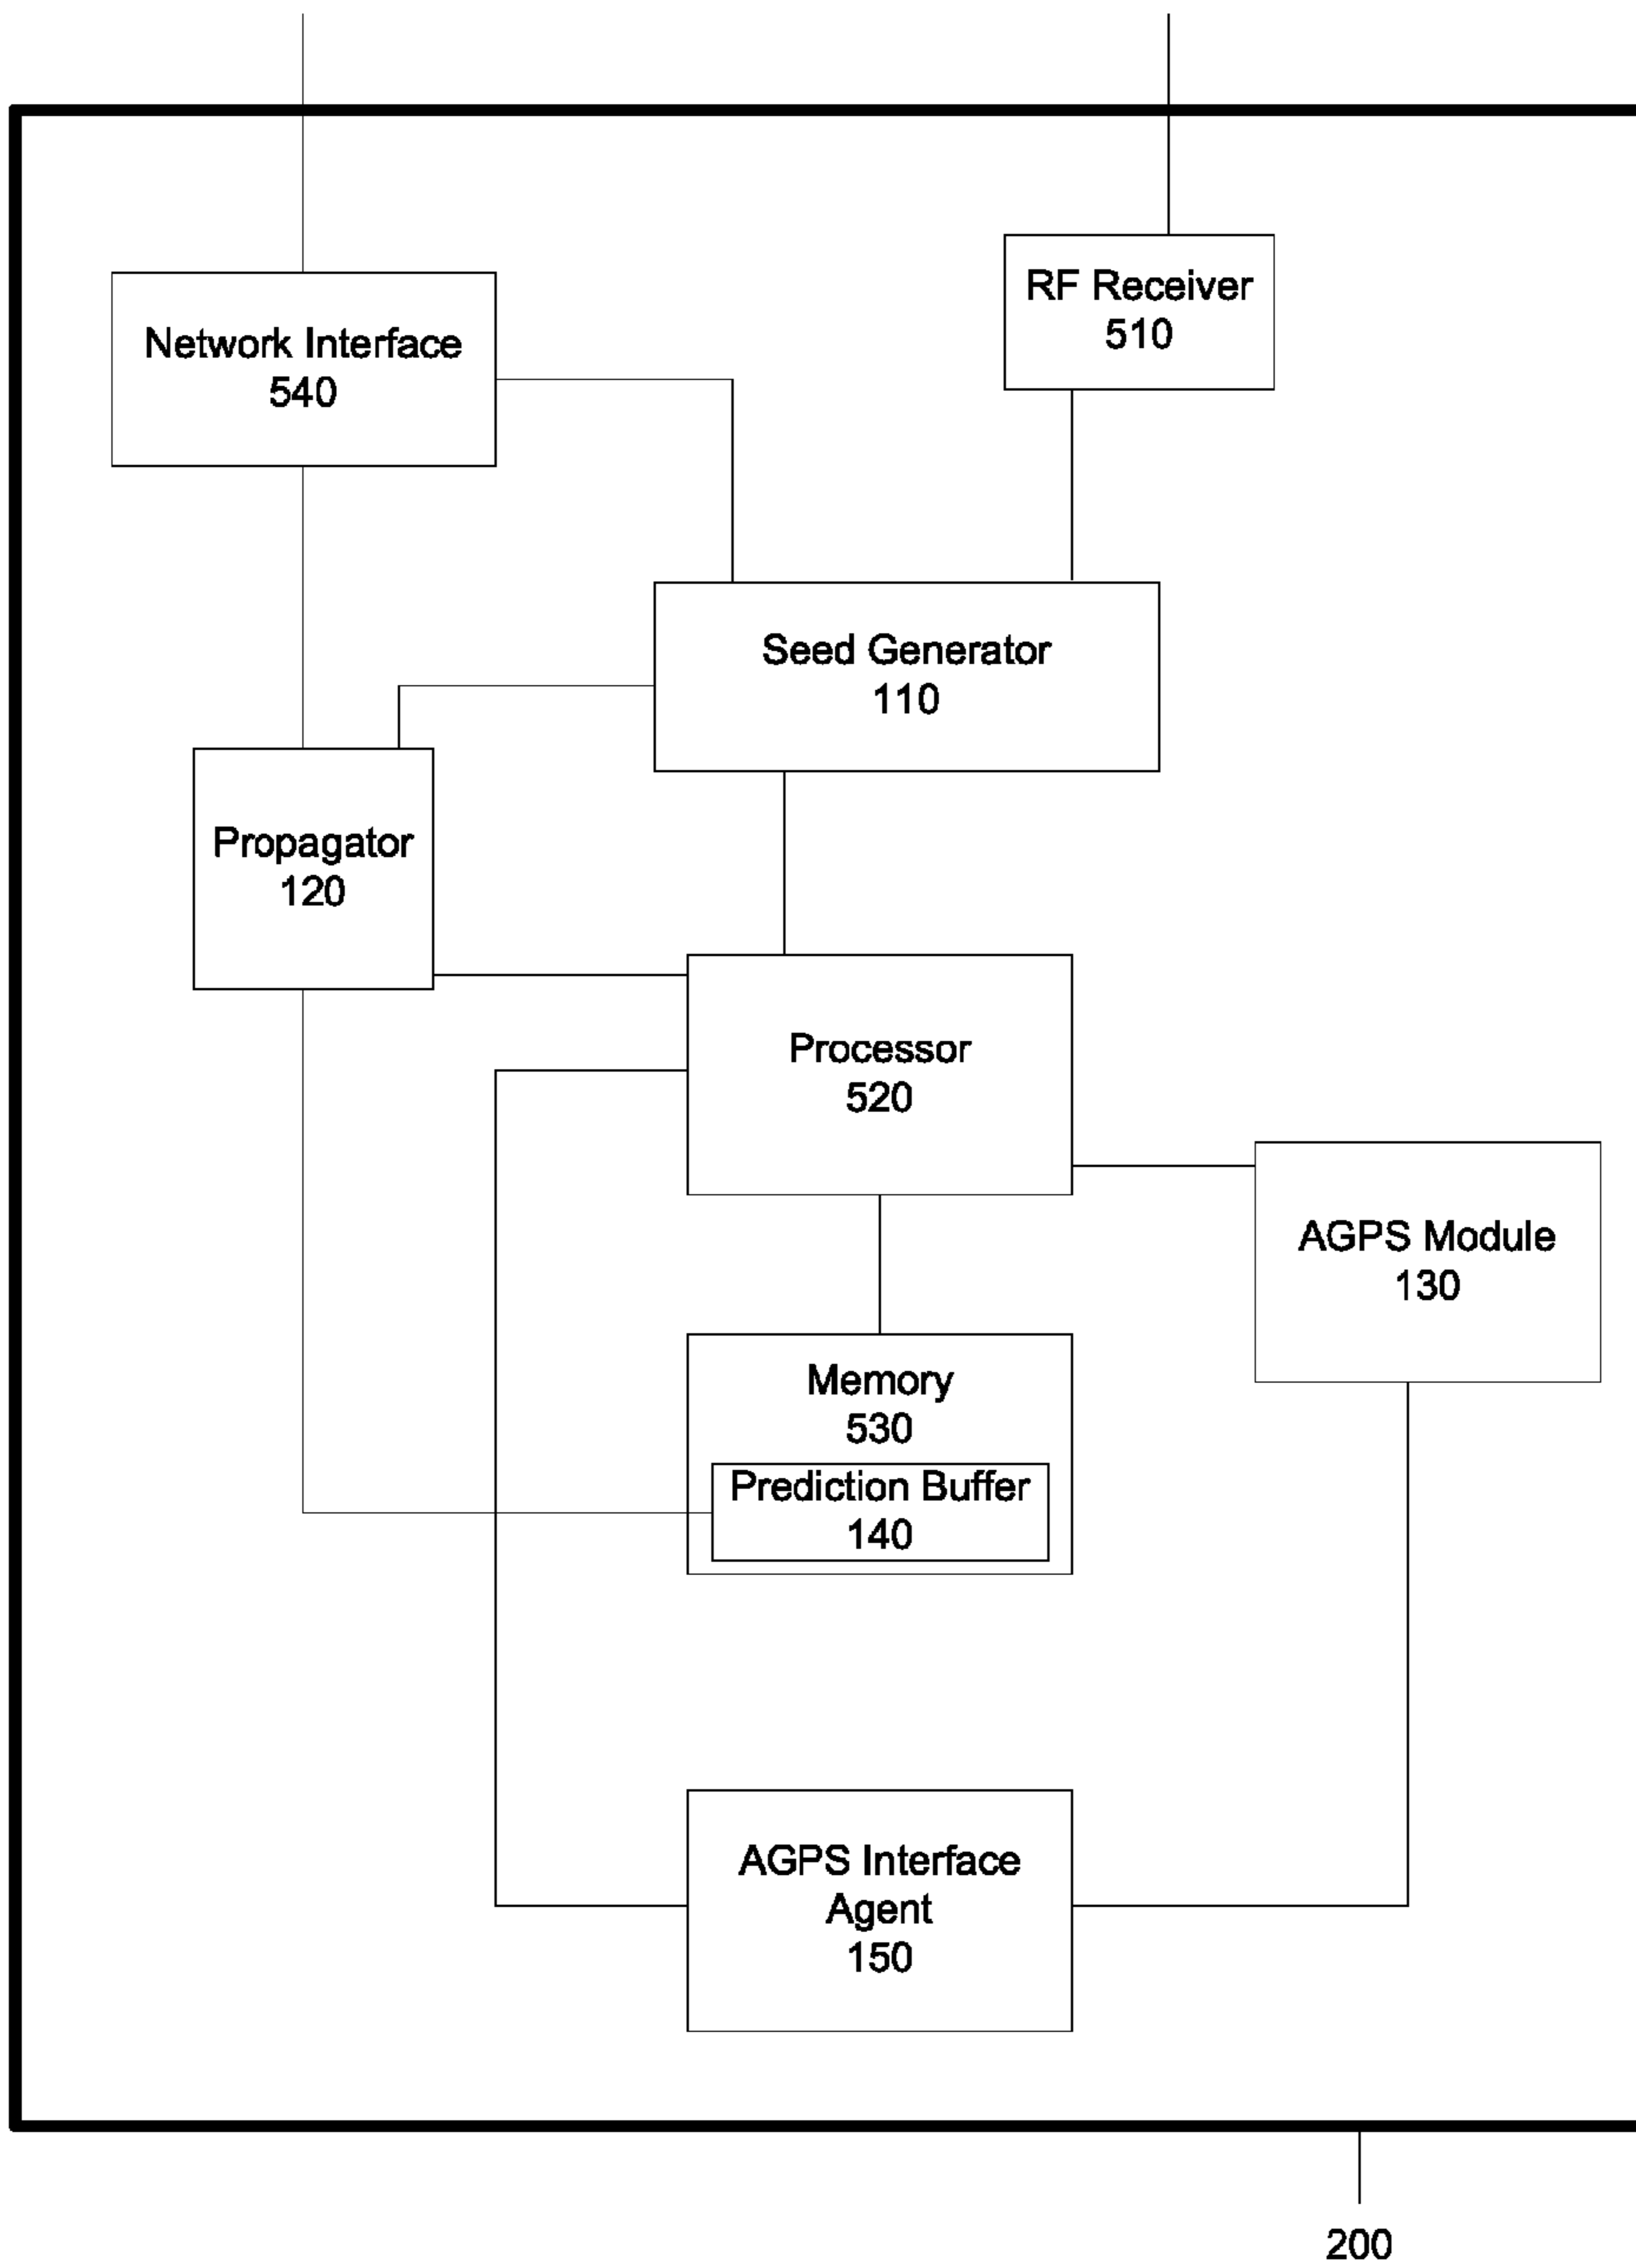 RF Receiver
510
Network Interface
540
Seed Generator
110
Propagator
120
Processor
520
AGPS Module
130
Memory
530
Prediction Buffer
140
AGPS Interface
Agent
150
200